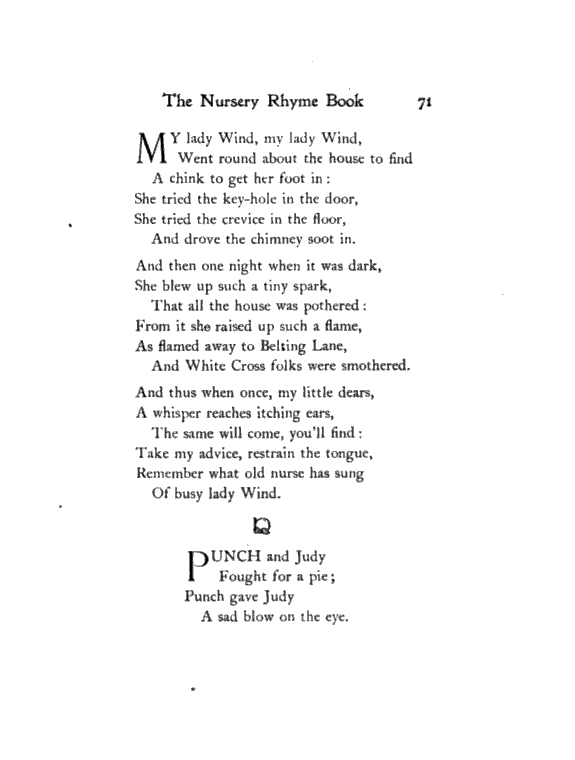 The Nursery Rhyme Book 71
MY lady Wind, my lady Wind,
Went round about the house to find
A chink to get her foot in :
She tried the key-hole in the door,
She tried the crevice in the floor,
And drove the chimney soot in.
And then one night when it was dark,
She blew up such a tiny spark,
That all the house was pothered :
From it she raised up such a flame,
As flamed away to Belting Lane,
And White Cross folks were smothered.
And thus when once, my little dears,
A whisper reaches itching ears,
The same will come, you'll find :
Take my advice, restrain the tongue,
Remember what old nurse has sung
Of busy lady Wind.
PUNCH and Judy
Fought for a pie ;
Punch gave Judy
A sad blow on the eye.